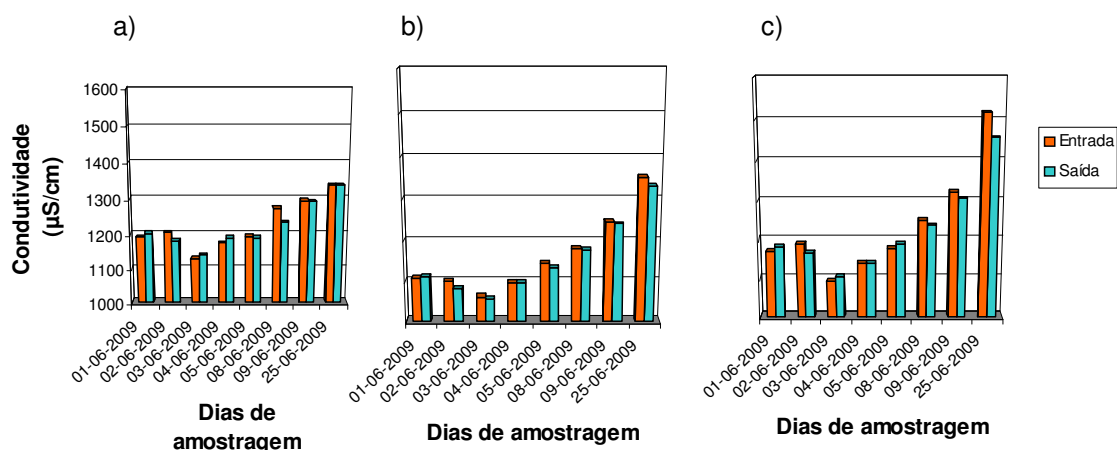 a)
b)
c)
Condutividade
(µS/cm)
1600
1500
1400
1300
1200
1100
1000
01-06-2009
02-06-2009
03-06-2009
04-06-2009
05-06-2009
08-06-2009
09-06-2009
25-06-2009
Dias de
amostragem
01-06-2009
02-06-2009
03-06-2009
04-06-2009
05-06-2009
08-06-2009
09-06-2009
25-06-2009
Dias de amostragem
01-06-2009
02-06-2009
03-06-2009
04-06-2009
05-06-2009
08-06-2009
09-06-2009
25-06-2009
Dias de amostragem
Entrada
Saída